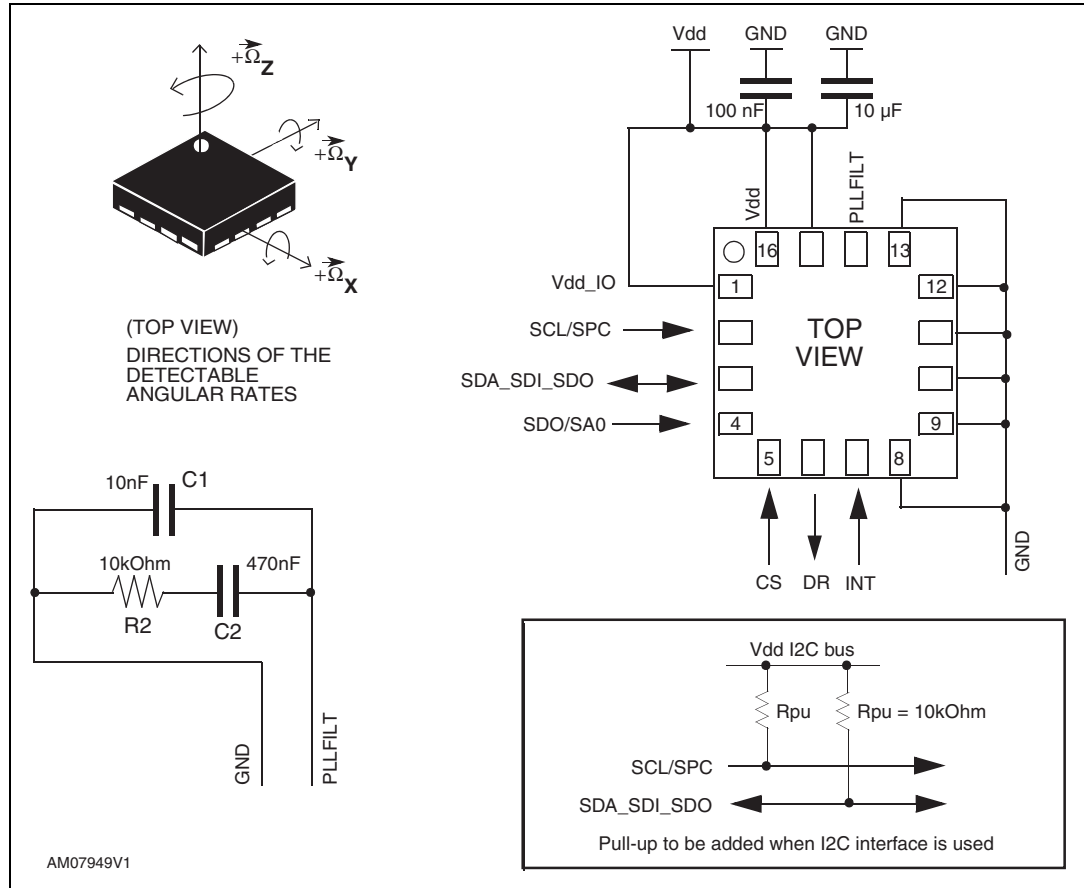 +Ω Z
+Ω Y
+Ω X
(TOP VIEW)
DIRECTIONS OF THE
DETECTABLE
ANGULAR RATES
Vdd
GND
GND
100 nF
10 µF
Vdd
PLLFILT
16
13
Vdd_IO
1
12
SCL/SPC
TOP
VIEW
SDA_SDI_SDO
SDO/SA0
4
9
5
8
CS
DR
INT
GND
10nF
C1
10kOhm
470nF
R2
C2
GND
PLLFILT
Vdd I2C bus
Rpu
Rpu = 10kOhm
SCL/SPC
SDA_SDI_SDO
Pull-up to be added when I2C interface is used
AM07949V1